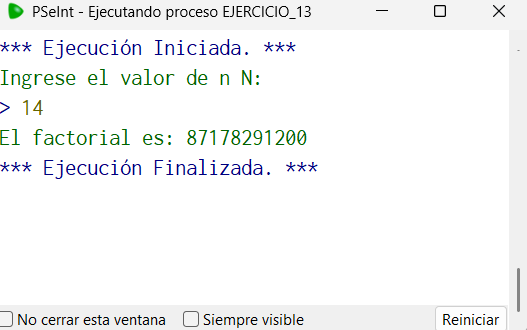 PSeInt - Ejecutando proceso EJERCICIO_13
*** Ejecución Iniciada. ***
Ingrese el valor de n N:
> 14
El factorial es: 87178291200
*** Ejecución Finalizada. ***
No cerrar esta ventana Siempre visible Reiniciar